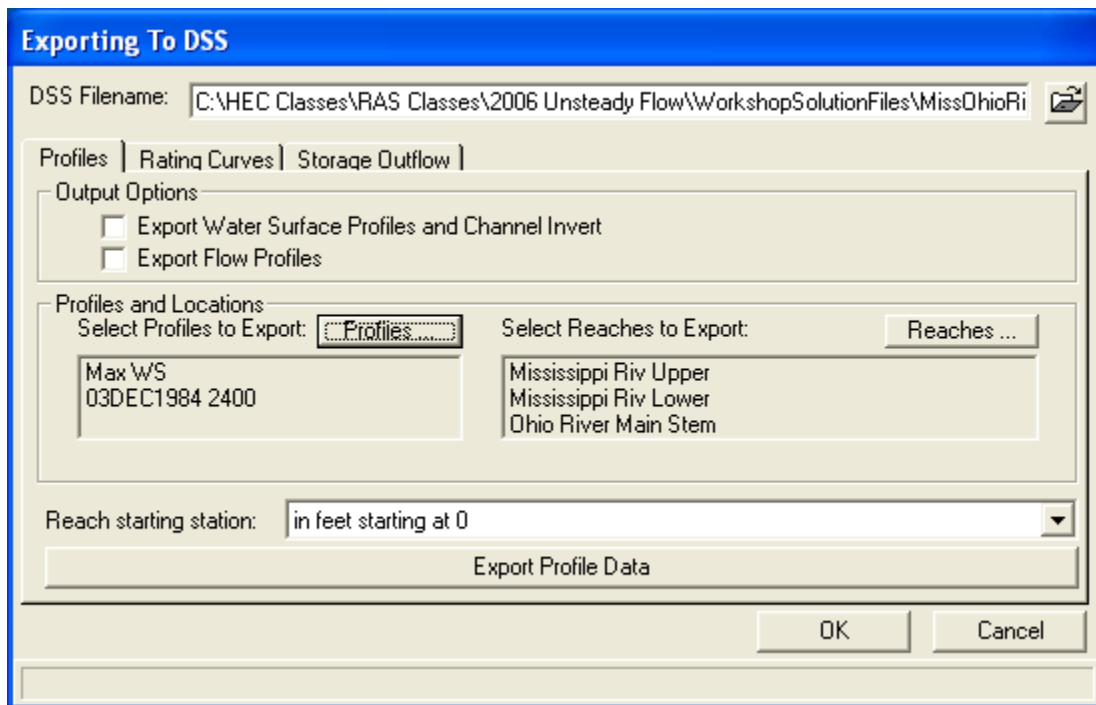 Exporting To DSS
DSS Filename: C:\HEC Classes\RAS Classes\2006 Unsteady Flow\WorkshopSolutionFiles\MissOhioRi
Profiles Rating Curves Storage Outflow
Output Options
Export Water Surface Profiles and Channel Invert
Export Flow Profiles
Profiles and Locations
Select Profiles to Export: Profiles ... Select Reaches to Export: Reaches ...
Max WS Mississippi Riv Upper
03DEC1984 2400 Mississippi Riv Lower
Ohio River Main Stem
Reach starting station: in feet starting at 0
Export Profile Data
OK Cancel